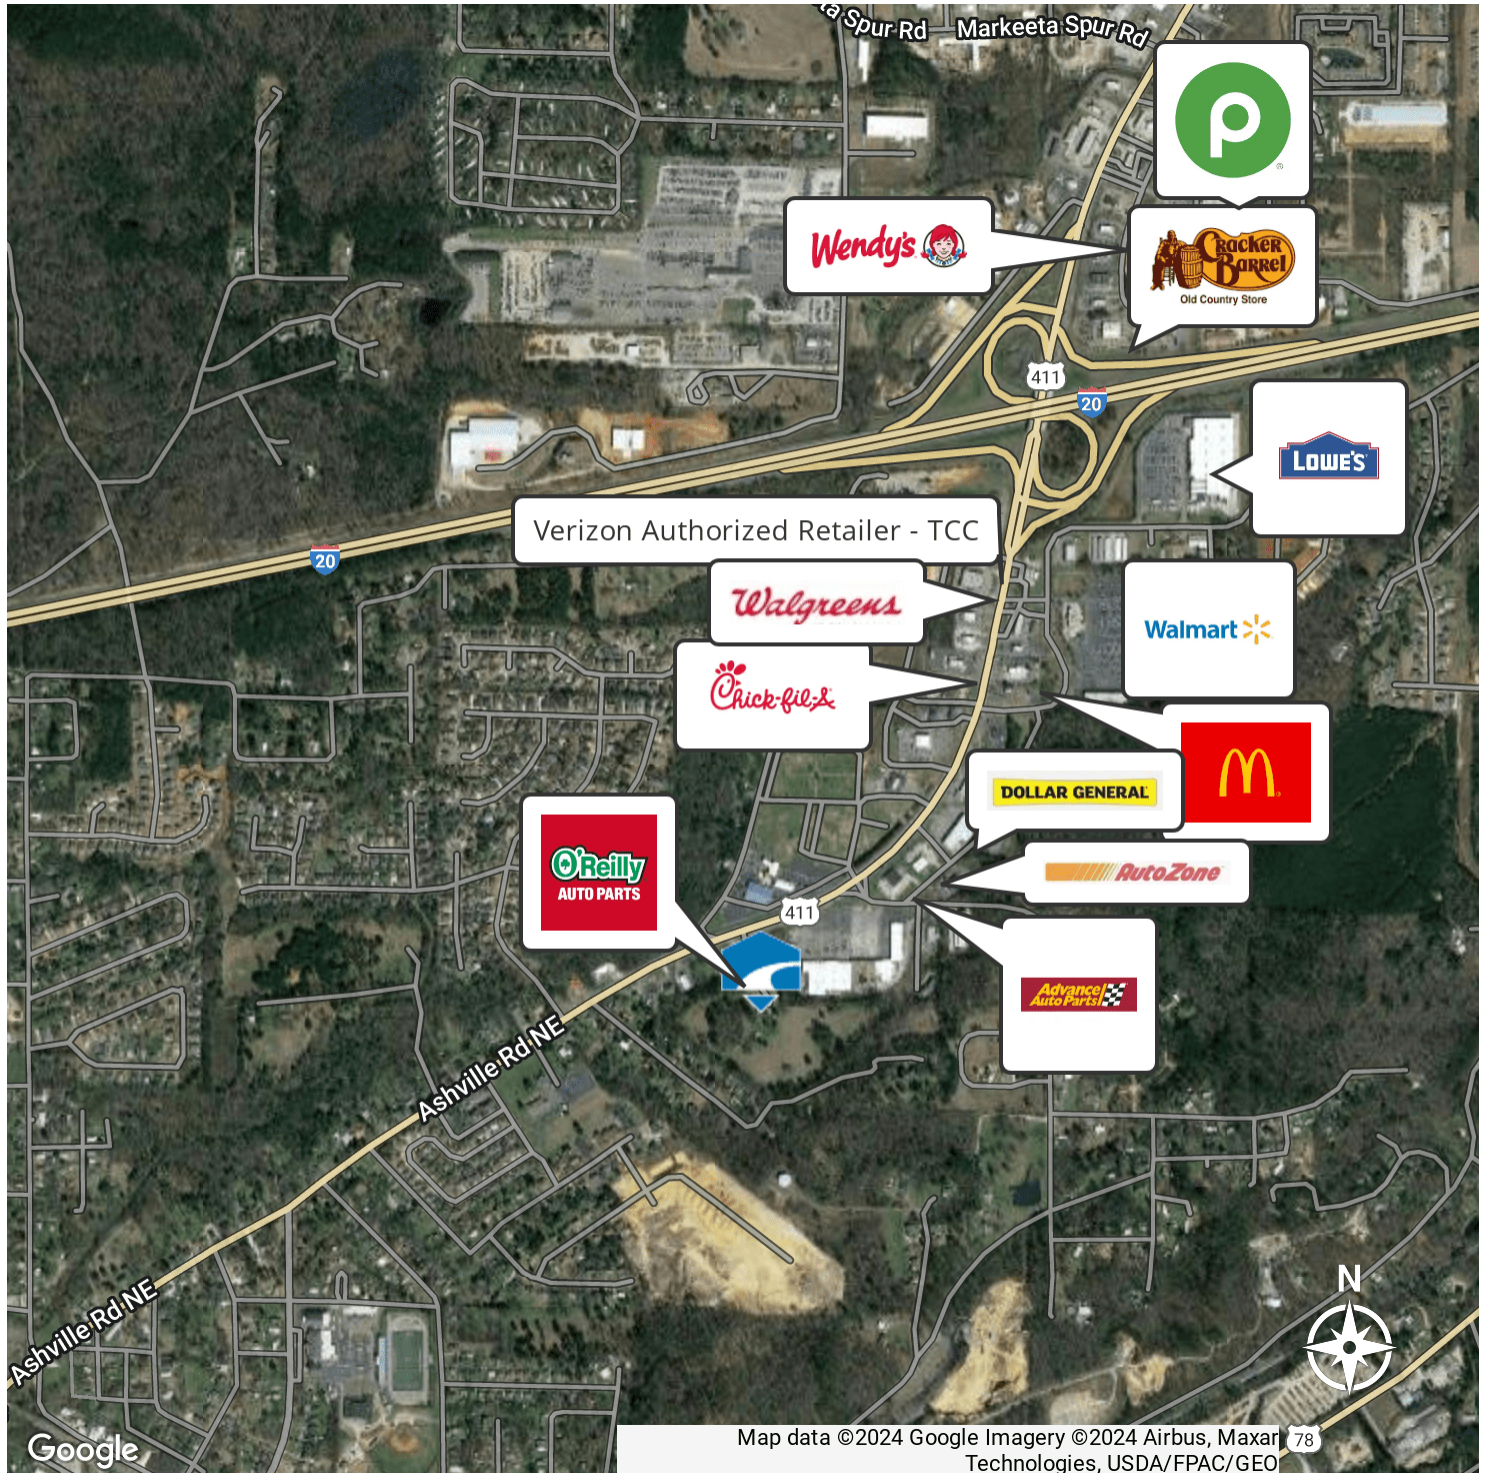 ta Spur Rd
Markeeta Spur Rd
®
Wendy's
Cracker
Barrel
Old Country Store
411
20
LOWE'S
Verizon Authorized Retailer - TCC
20
Walgreens
Walmart
Chick-fil-A
DOLLAR GENERAL
O'Reilly
AUTO PARTS
AutoZone
411
Advance
Auto Parts
Ashville Rd NE
Ashville Rd NE
N
Google
Map data ©2024 Google Imagery ©2024 Airbus, Maxar
Technologies, USDA/FPAC/GEO
78